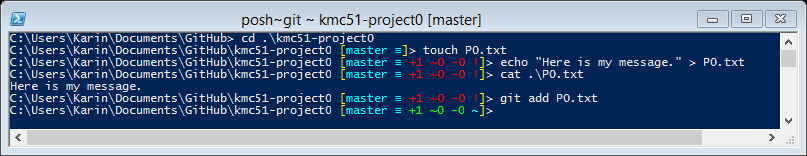 posh~git ~ kmc51-project0 [master]
C:\Users\Karin\Documents\GitHub> cd .\kmc51-project0
C:\Users\Karin\Documents\GitHub\kmc51-project0 [master ≡]> touch P0.txt
C:\Users\Karin\Documents\GitHub\kmc51-project0 [master ≡ +1 ~0 -0 !]> echo "Here is my message." > P0.txt
C:\Users\Karin\Documents\GitHub\kmc51-project0 [master ≡ +1 ~0 -0 !]> cat .\P0.txt
Here is my message.
C:\Users\Karin\Documents\GitHub\kmc51-project0 [master ≡ +1 ~0 -0 !]> git add P0.txt
C:\Users\Karin\Documents\GitHub\kmc51-project0 [master ≡ +1 ~0 -0 ~]>